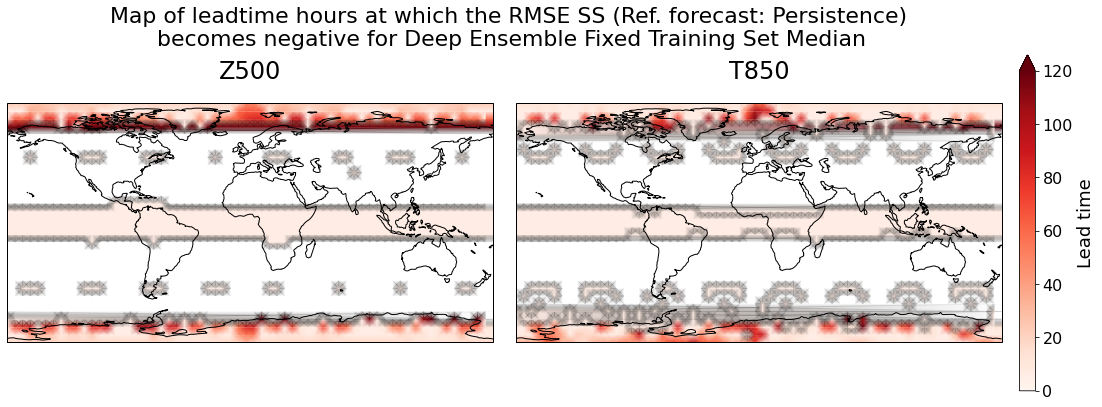 Map of leadtime hours at which the RMSE SS (Ref. forecast: Persistence)
becomes negative for Deep Ensemble Fixed Training Set Median
Z500
T850
120
100
80
60
40
20
0
Lead time